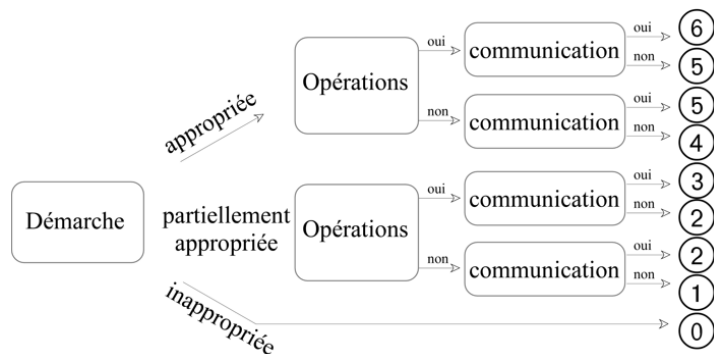 oui
communication
oui
6
non
5
Opérations
appropriée
non
communication
oui
5
non
4
Démarche
partiellement
appropriée
Opérations
oui
communication
oui
3
non
2
non
communication
oui
2
non
1
inappropriée
0